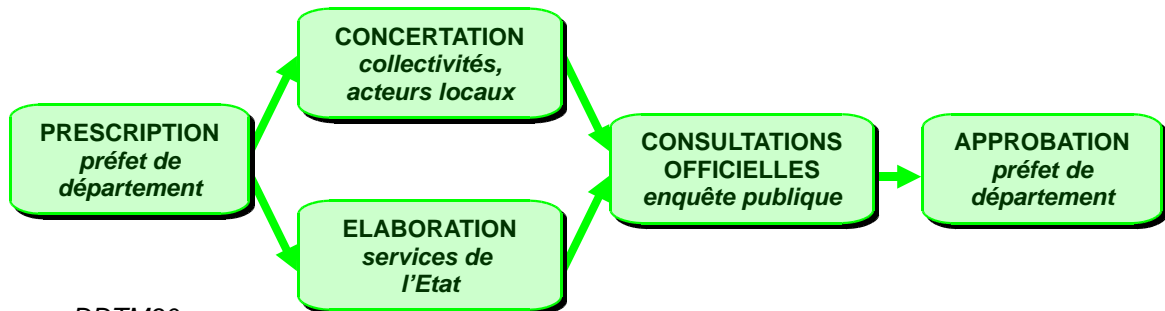 PRESCRIPTION
préfet de
département
CONCERTATION
collectivités,
acteurs locaux
ELABORATION
services de
l’Etat
CONSULTATIONS
OFFICIELLES
enquête publique
APPROBATION
préfet de
département